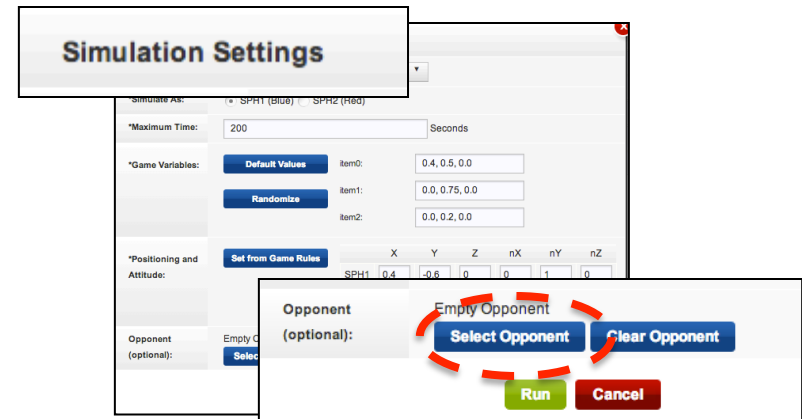 Simulation Settings
*Simulate As: SPH1 (Blue) SPH2 (Red)
*Maximum Time: 200 Seconds
*Game Variables: Default Values item0: 0.4, 0.5, 0.0
Randomize item1: 0.0, 0.75, 0.0
item2: 0.0, 0.2, 0.0
X Y Z nX nY nZ
*Positioning and Attitude: Set from Game Rules
SPH1 0.4 -0.6 0 0 1 0
Opponent (optional): Empty
Opponent (optional): Empty Opponent
Select Opponent Clear Opponent
Run Cancel